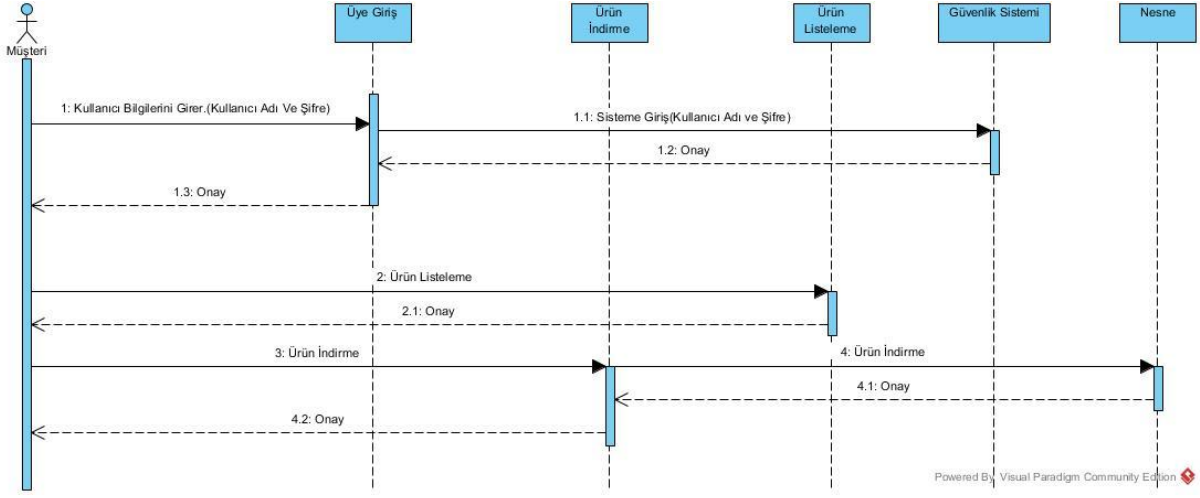 Müşteri
Üye Giriş
Ürün
İndirme
Ürün
Listeleme
Güvenlik Sistemi
Nesne
1: Kullanıcı Bilgilerini Girer.(Kullanıcı Adı Ve Şifre)
1.1: Sisteme Giriş(Kullanıcı Adı ve Şifre)
1.2: Onay
1.3: Onay
2: Ürün Listeleme
2.1: Onay
3: Ürün İndirme
4: Ürün İndirme
4.1: Onay
4.2: Onay
Powered By Visual Paradigm Community Edition